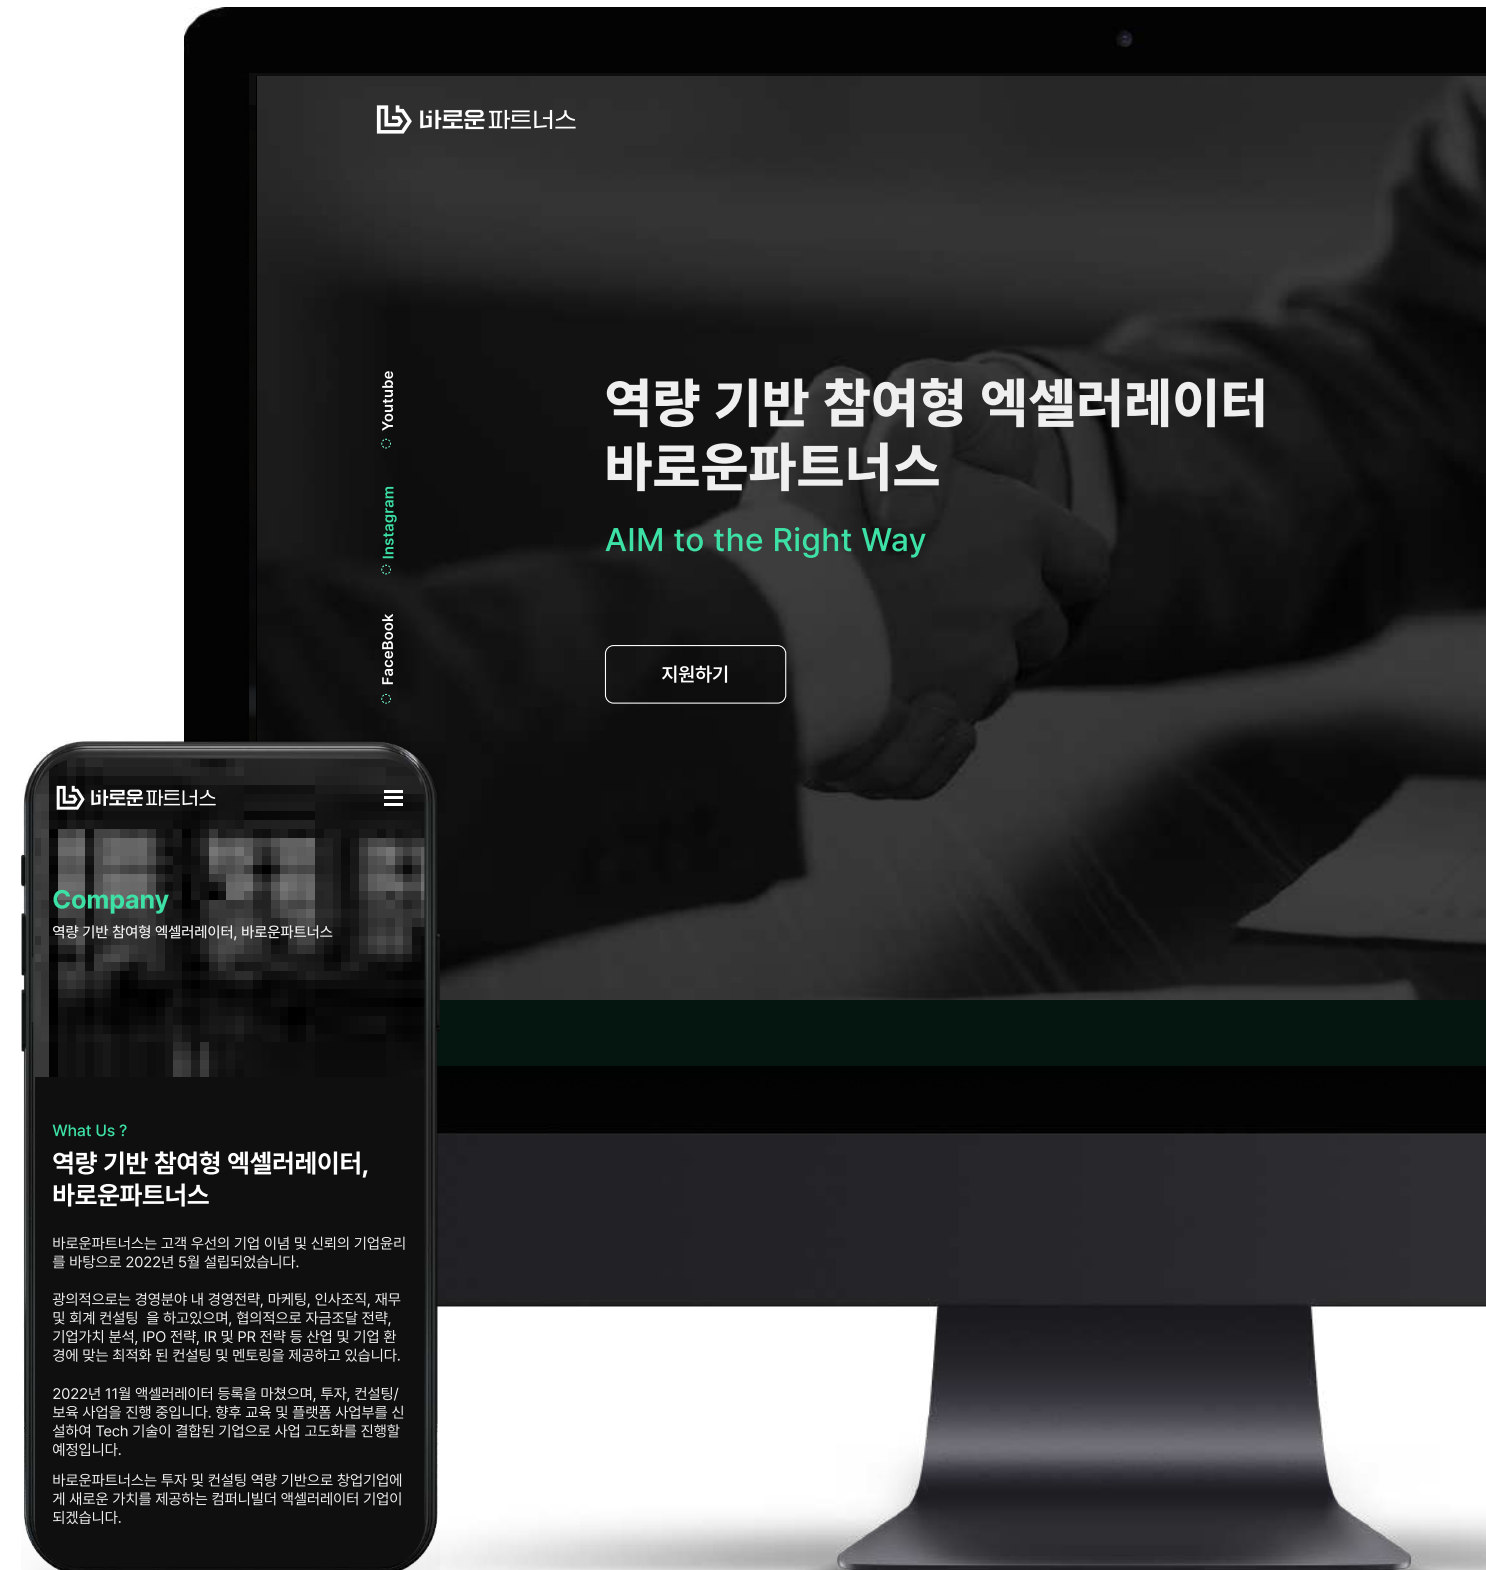 바로운파트너스
Youtube
Instagram
FaceBook
역량 기반 참여형 엑셀러레이터
바로운파트너스
AIM to the Right Way
지원하기
바로운파트너스
Company
역량 기반 참여형 엑셀러레이터, 바로운파트너스
What Us ?
역량 기반 참여형 엑셀러레이터,
바로운파트너스
바로운파트너스는 고객 우선의 기업 이념 및 신뢰의 기업윤리
를 바탕으로 2022년 5월 설립되었습니다.
광의적으로는 경영분야 내 경영전략, 마케팅, 인사조직, 재무
및 회계 컨설팅  을 하고있으며, 협의적으로 자금조달 전략,
기업가치 분석, IPO 전략, IR 및 PR 전략 등 산업 및 기업 환
경에 맞는 최적화 된 컨설팅 및 멘토링을 제공하고 있습니다.
2022년 11월 액셀러레이터 등록을 마쳤으며, 투자, 컨설팅/
보육 사업을 진행 중입니다. 향후 교육 및 플랫폼 사업부를 신
설하여 Tech 기술이 결합된 기업으로 사업 고도화를 진행할
예정입니다.
바로운파트너스는 투자 및 컨설팅 역량 기반으로 창업기업에
게 새로운 가치를 제공하는 컴퍼니빌더 액셀러레이터 기업이
되겠습니다.